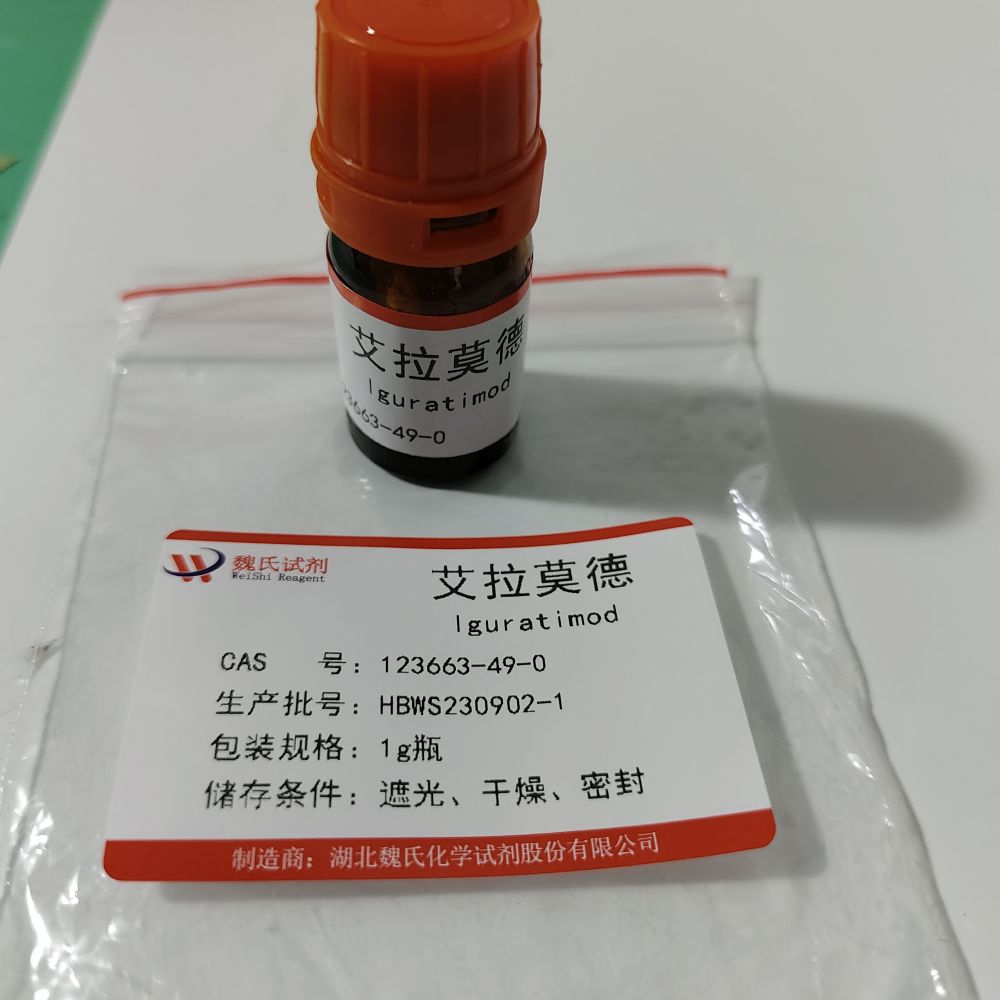 艾拉莫德
Iguratimod
23663-49-0
魏氏试剂
WeiShi Reagent
艾拉莫德
Iguratimod
CAS 号：123663-49-0
生产批号：HBWS230902-1
包装规格：1g瓶
储存条件：遮光、干燥、密封
制造商：湖北魏氏化学试剂股份有限公司